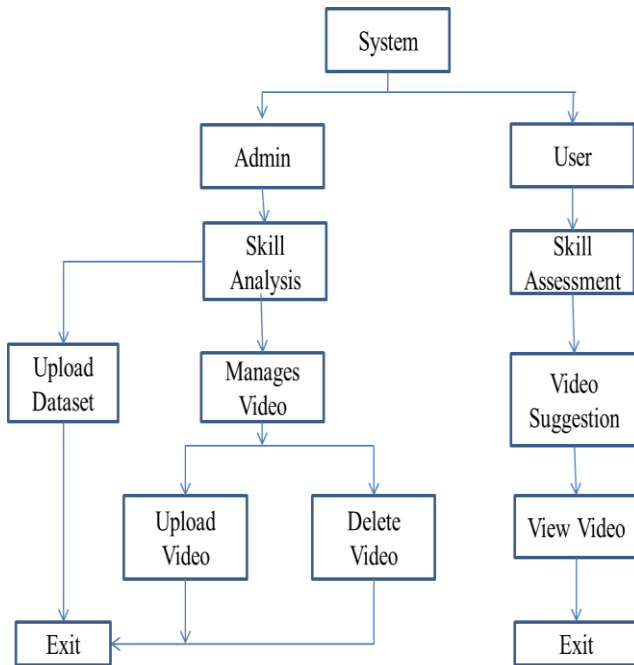 System
Admin
User
Skill
Analysis
Skill
Assessment
Upload
Dataset
Manages
Video
Video
Suggestion
Upload
Video
Delete
Video
View Video
Exit
Exit